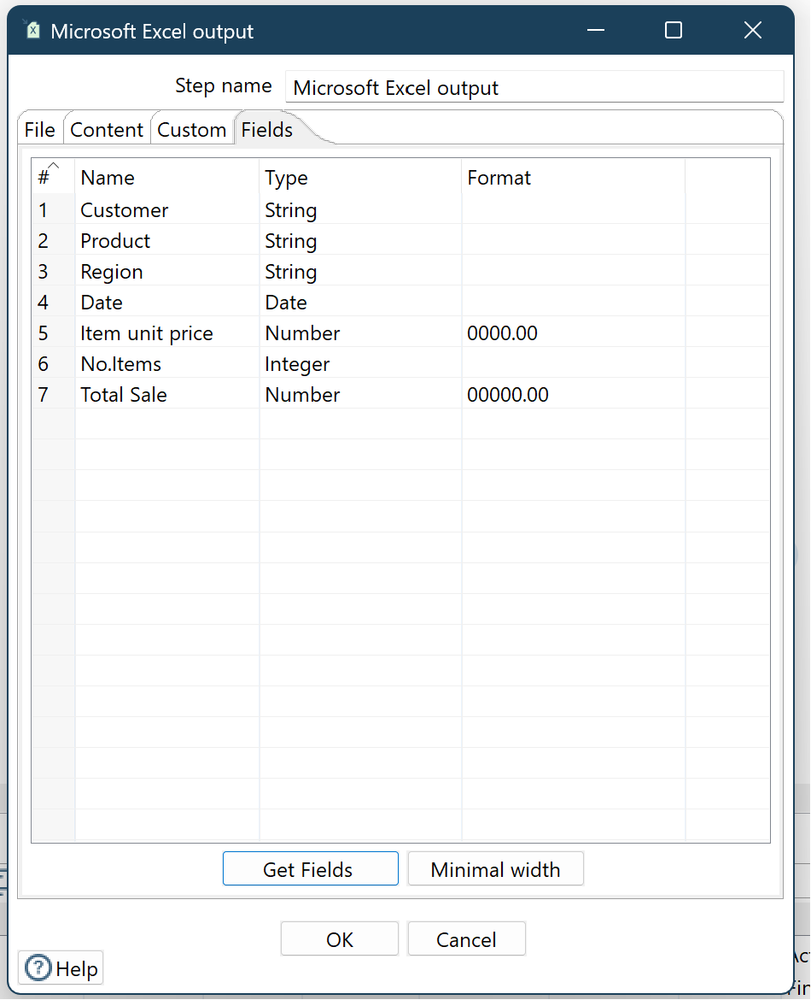 Microsoft Excel output
Step name Microsoft Excel output
File Content Custom Fields
# Name Type Format
1 Customer String
2 Product String
3 Region String
4 Date Date
5 Item unit price Number 0000.00
6 No.Items Integer
7 Total Sale Number 00000.00
Get Fields Minimal width
OK Cancel
Help